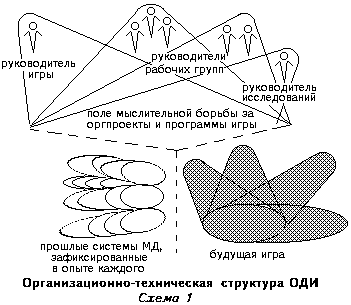 руководитель
игры
руководители
рабочих групп
руководитель
исследований
поле мыслительной борьбы за
оргпроекты и программы игры
прошлые системы МД,
зафиксированные
в опыте каждого
будущая игра
Организационно-техническая структура ОДИ
Схема 1